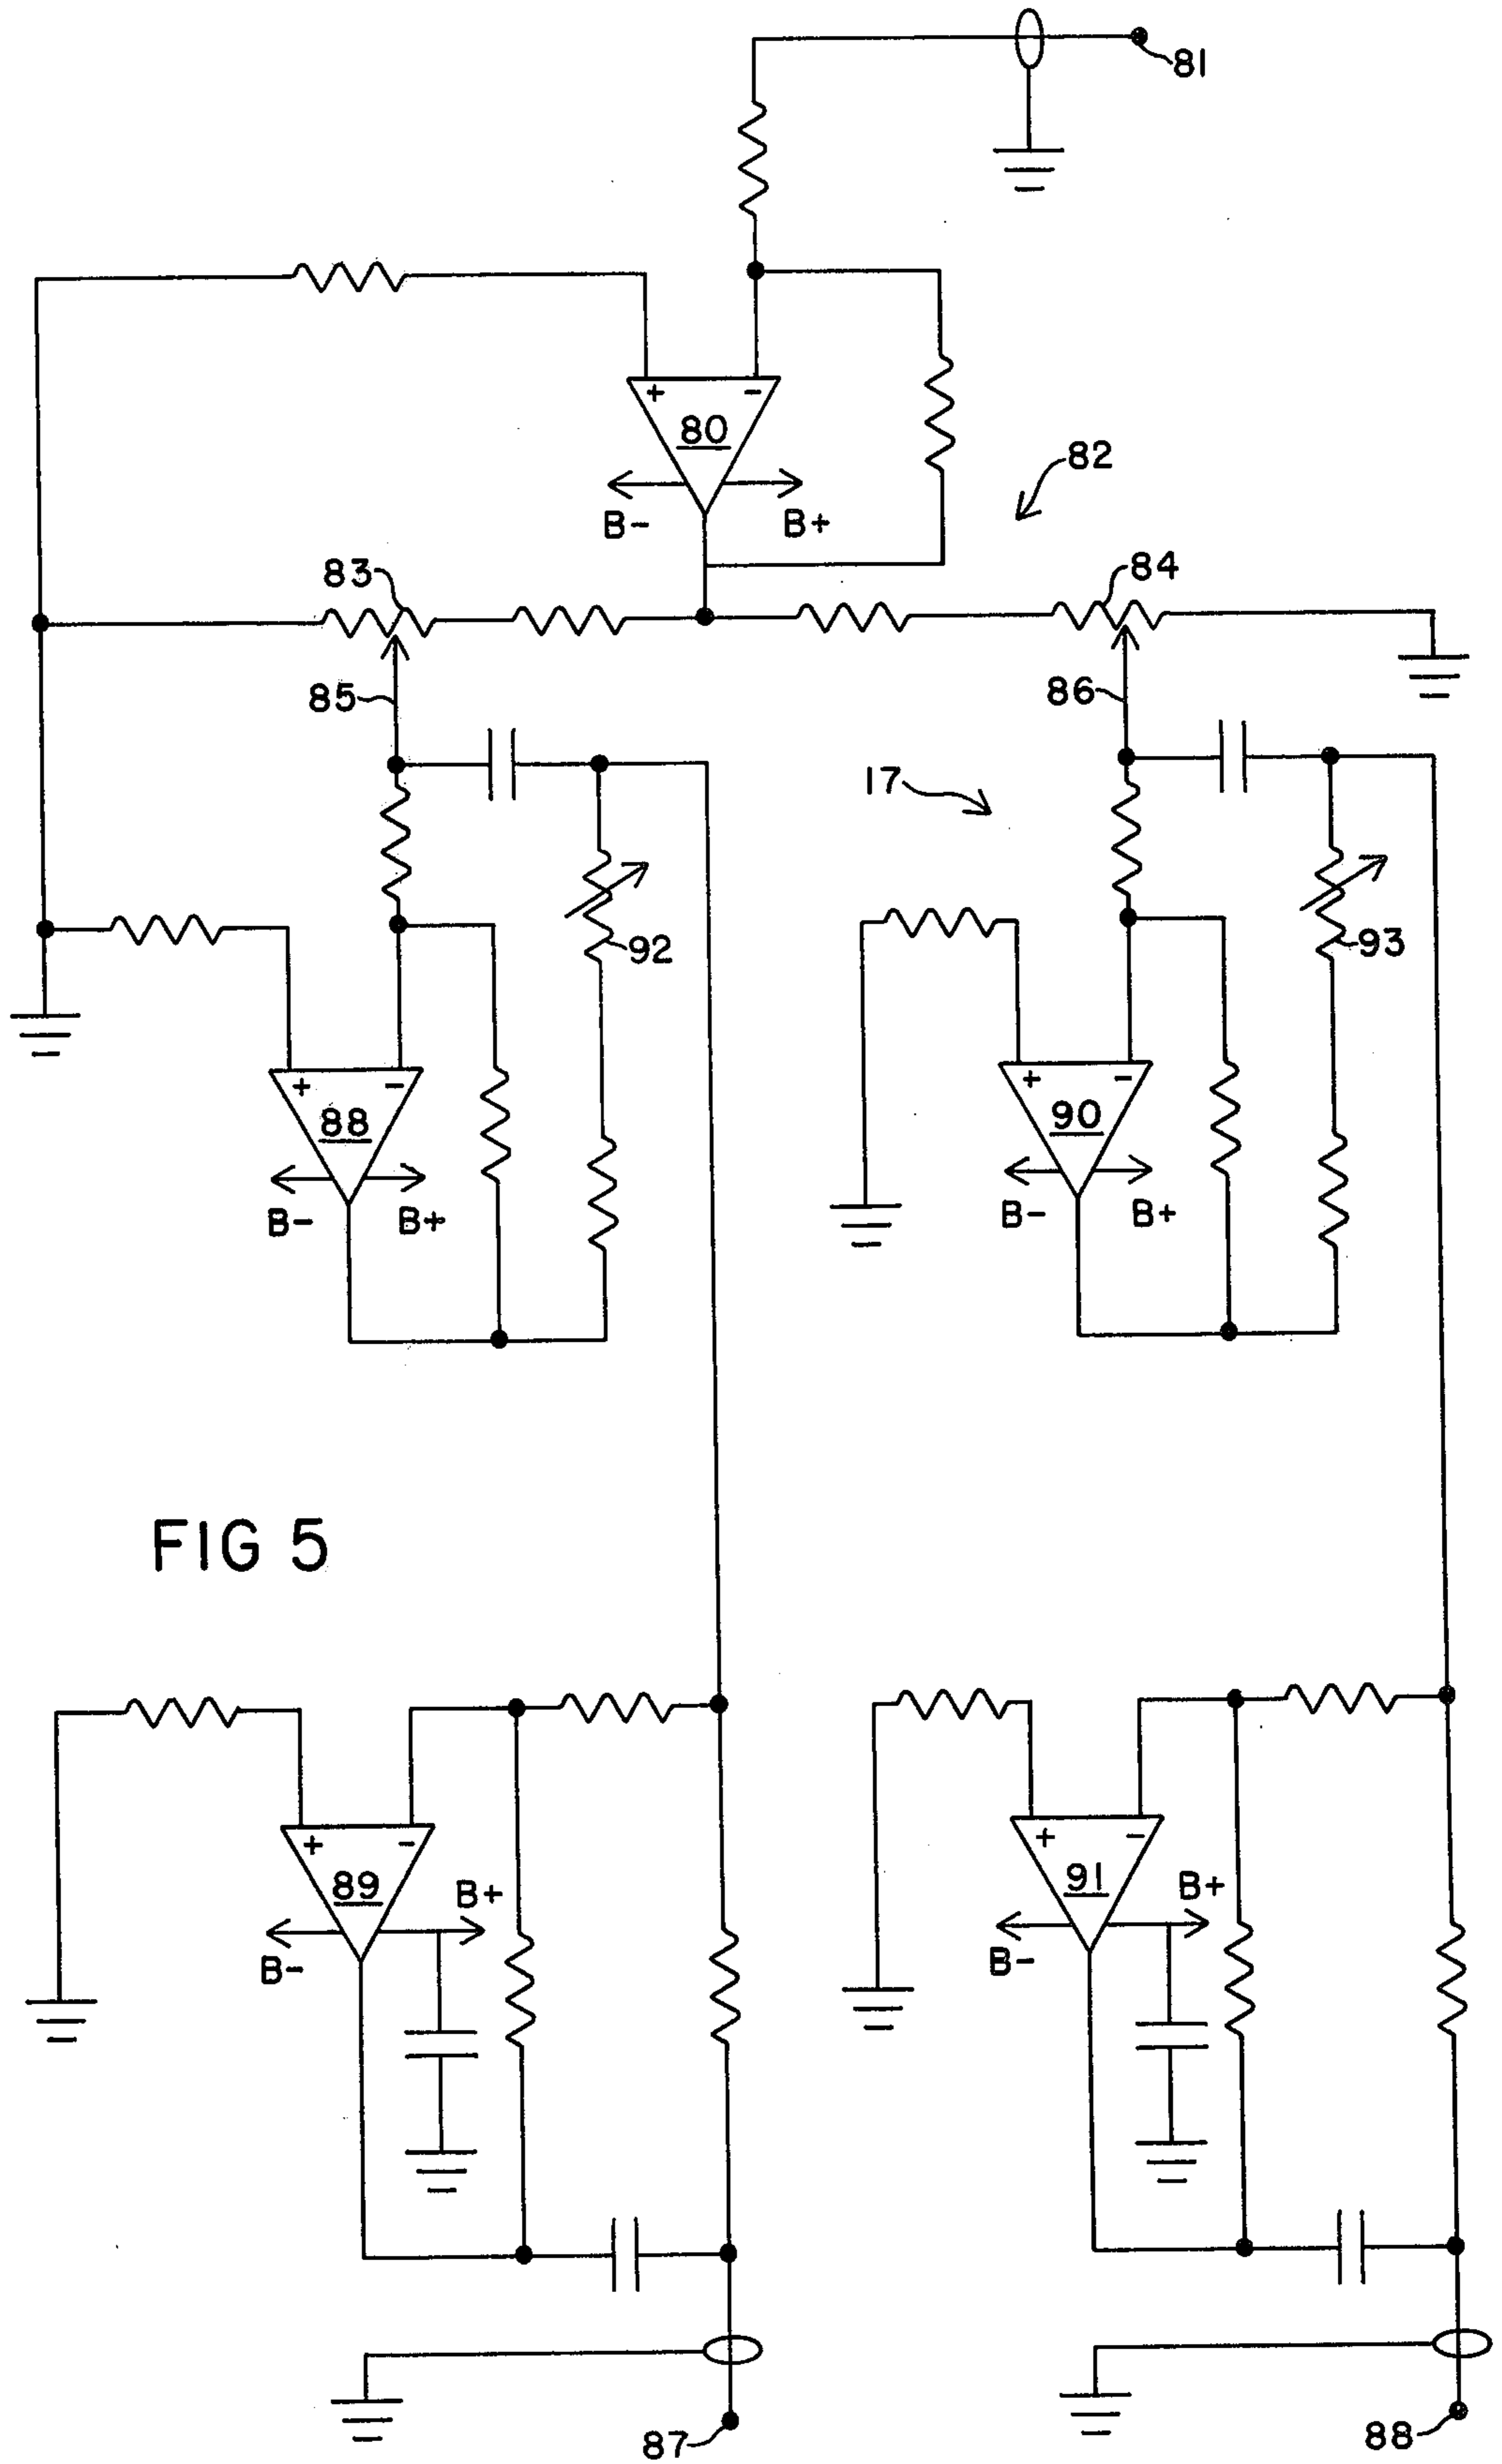 81
+ -
80
82
B- B+
83
84
85
86
17
92
93
+ -
88
+ -
90
B- B+
B- B+
FIG 5
+ -
89
B+
B-
+ -
91
B+
B-
87
88